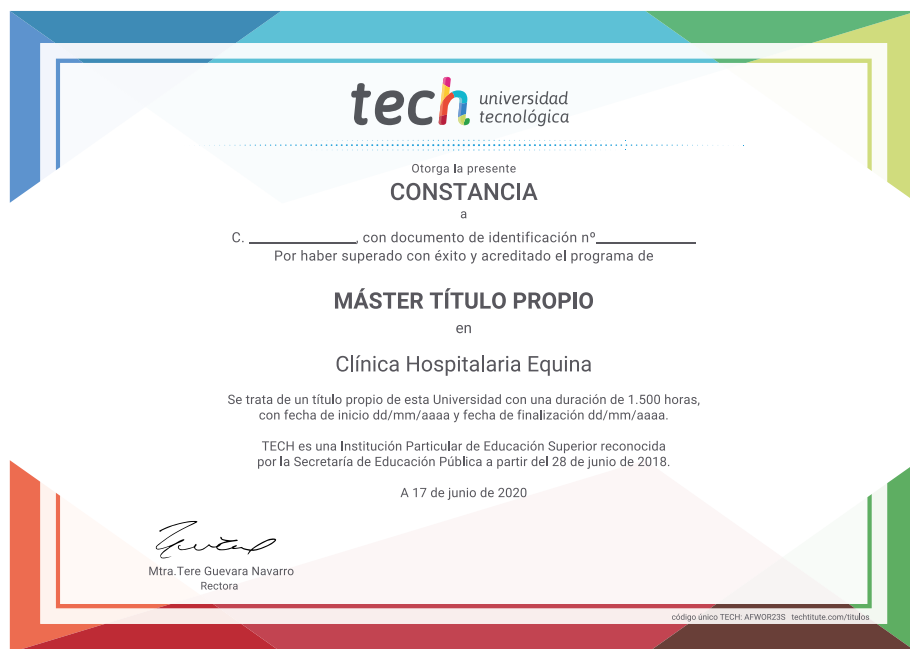 tech universidad
tecnológica
Otorga la presente
CONSTANCIA
a
C. ____________, con documento de identificación nº____________
Por haber superado con éxito y acreditado el programa de
MÁSTER TÍTULO PROPIO
en
Clínica Hospitalaria Equina
Se trata de un título propio de esta Universidad con una duración de 1.500 horas,
con fecha de inicio dd/mm/aaaa y fecha de finalización dd/mm/aaaa.
TECH es una Institución Particular de Educación Superior reconocida
por la Secretaría de Educación Pública a partir del 28 de junio de 2018.
A 17 de junio de 2020
Mtra.Tere Guevara Navarro
Rectora
código único TECH: AFWOR23S techtitute.com/titulos